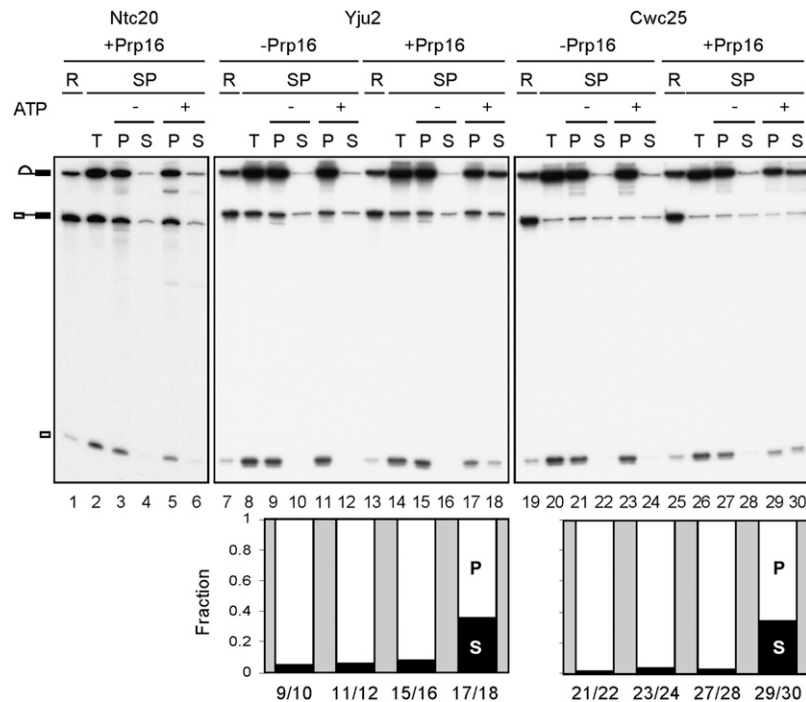 Ntc20 Yju2 Cwc25
+Prp16 -Prp16 +Prp16 -Prp16 +Prp16
R SP R SP R SP R SP R SP
ATP - + - + - + - + - +
T P S P S T P S P S T P S P S T P S P S T P S P S
1 2 3 4 5 6 7 8 9 10 11 12 13 14 15 16 17 18 19 20 21 22 23 24 25 26 27 28 29 30
Fraction
1
0.8
0.6
0.4
0.2
0
P P
S S
9/10 11/12 15/16 17/18 21/22 23/24 27/28 29/30